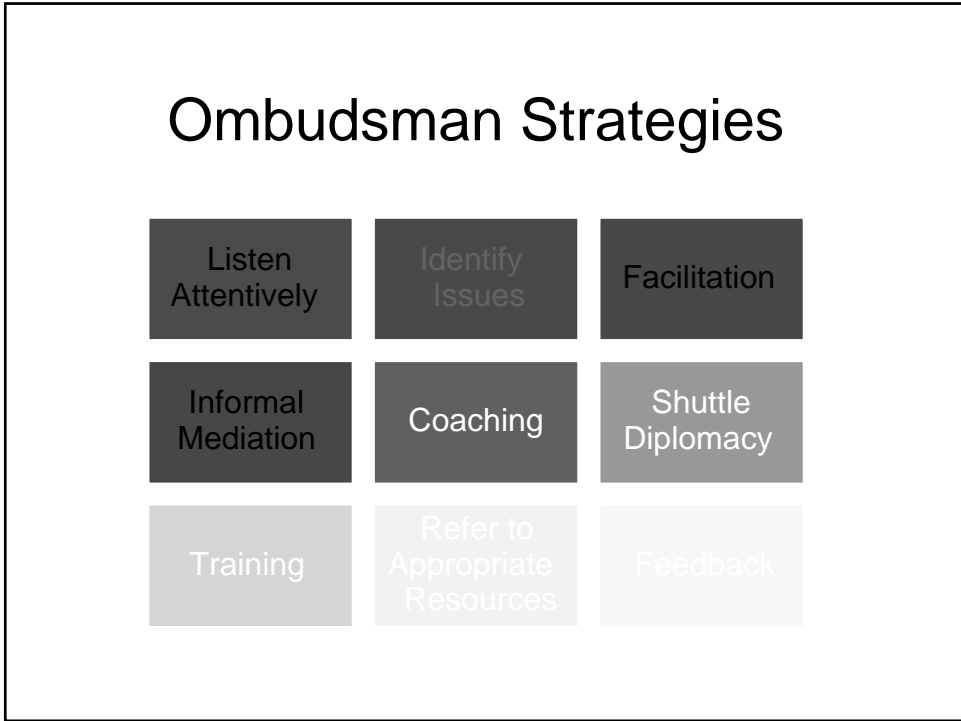 Ombudsman Strategies
Listen
Attentively
Identify
Issues
Facilitation
Informal
Mediation
Coaching
Shuttle
Diplomacy
Training
Refer to
Appropriate
Resources
Feedback